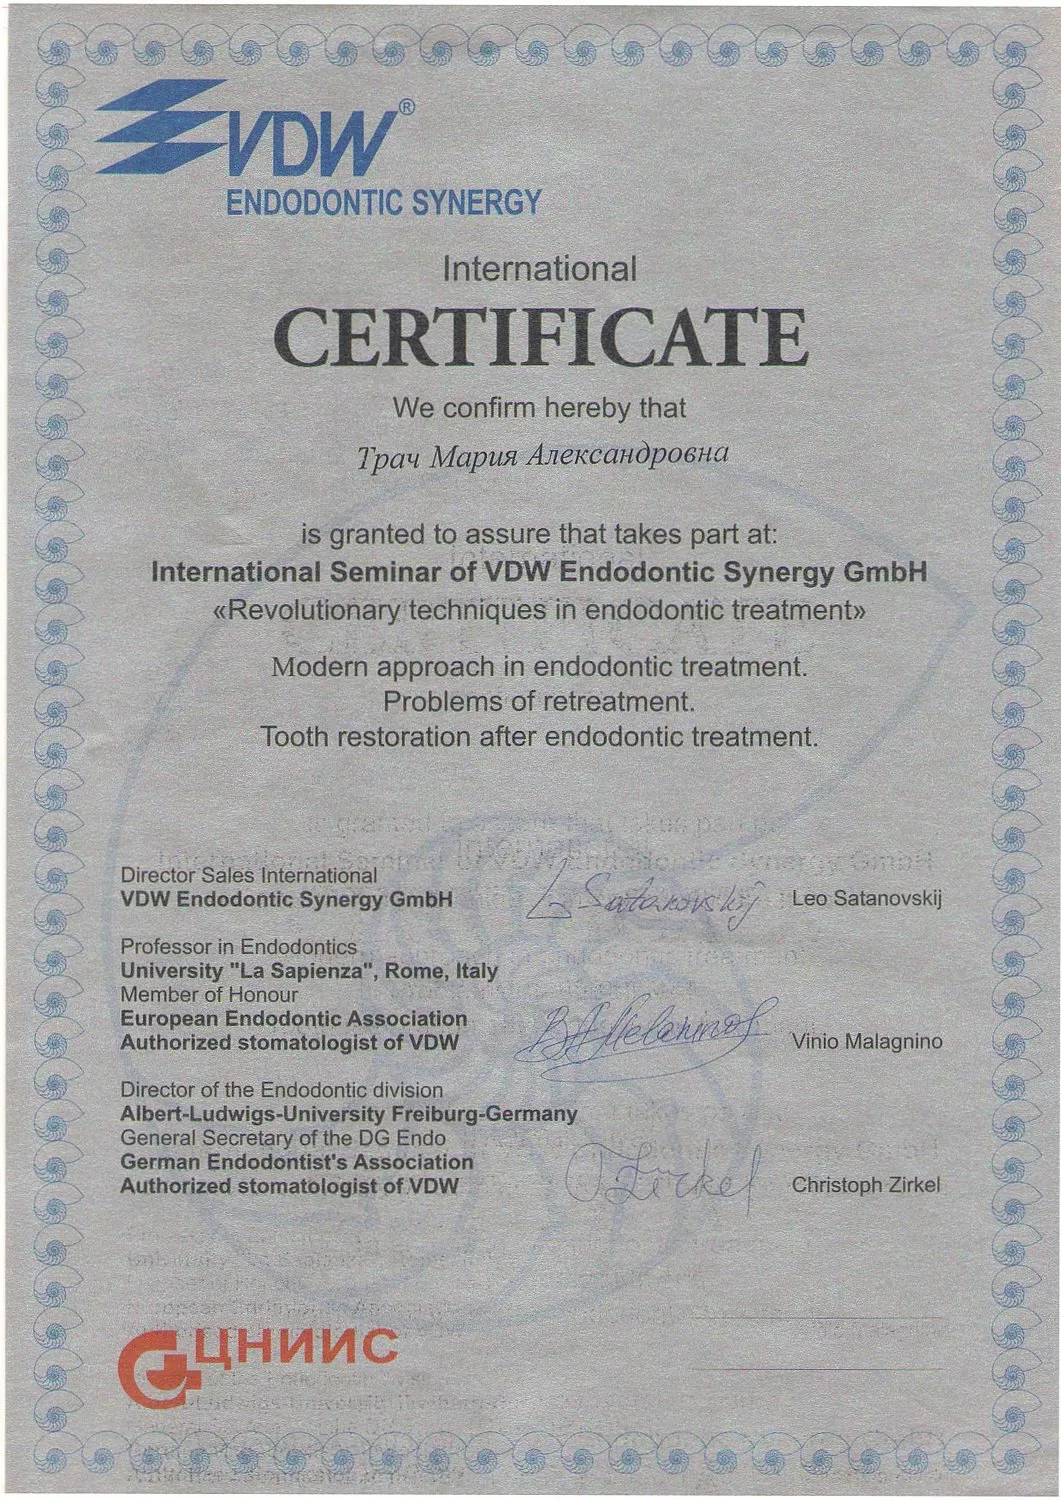 VDW®
ENDODONTIC SYNERGY
International
CERTIFICATE
We confirm hereby that
Трач Мария Александровна
is granted to assure that takes part at:
International Seminar of VDW Endodontic Synergy GmbH
«Revolutionary techniques in endodontic treatment»
Modern approach in endodontic treatment.
Problems of retreatment.
Tooth restoration after endodontic treatment.
Director Sales International
VDW Endodontic Synergy GmbH L Satanovskij Leo Satanovskij
Professor in Endodontics
University "La Sapienza", Rome, Italy
Member of Honour
European Endodontic Association
Authorized stomatologist of VDW Vinio Malagnino
Director of the Endodontic division
Albert-Ludwigs-University Freiburg-Germany
General Secretary of the DG Endo
German Endodontist's Association
Authorized stomatologist of VDW Zirkel Christoph Zirkel
ЦНИИС